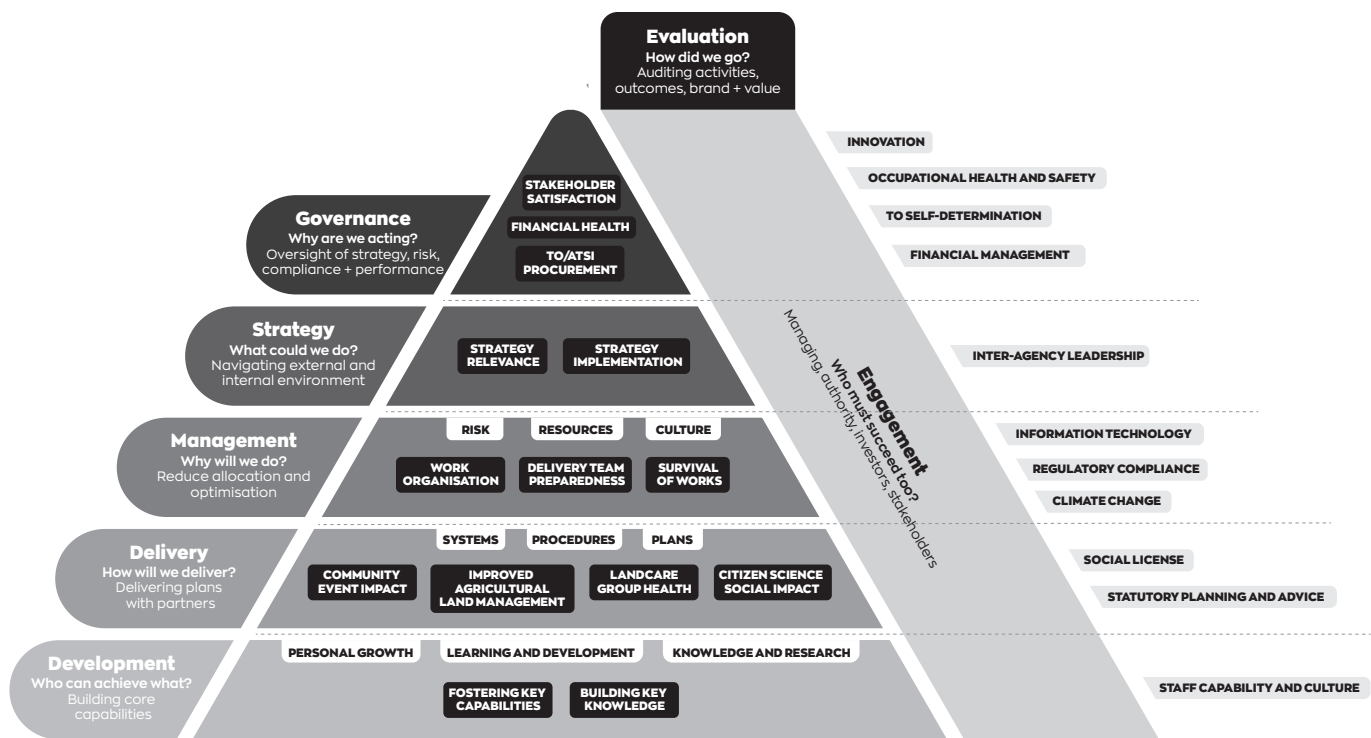 Evaluation
How did we go?
Auditing activities,
outcomes, brand + value
Governance
Why are we acting?
Oversight of strategy, risk,
compliance + performance
STAKEHOLDER
SATISFACTION
FINANCIAL HEALTH
TO/ATSI
PROCUREMENT
INNOVATION
OCCUPATIONAL HEALTH AND SAFETY
TO SELF-DETERMINATION
FINANCIAL MANAGEMENT
Strategy
What could we do?
Navigating external and
internal environment
STRATEGY
RELEVANCE
STRATEGY
IMPLEMENTATION
Engagement
Who must succeed too?
Managing, authority, investors, stakeholders
INTER-AGENCY LEADERSHIP
Management
Why will we do?
Reduce allocation and
optimisation
RISK
RESOURCES
CULTURE
WORK
ORGANISATION
DELIVERY TEAM
PREPAREDNESS
SURVIVAL
OF WORKS
INFORMATION TECHNOLOGY
REGULATORY COMPLIANCE
CLIMATE CHANGE
Delivery
How will we deliver?
Delivering plans
with partners
SYSTEMS
PROCEDURES
PLANS
COMMUNITY
EVENT IMPACT
IMPROVED
AGRICULTURAL
LAND MANAGEMENT
LANDCARE
GROUP HEALTH
CITIZEN SCIENCE
SOCIAL IMPACT
SOCIAL LICENSE
STATUTORY PLANNING AND ADVICE
Development
Who can achieve what?
Building core
capabilities
PERSONAL GROWTH
LEARNING AND DEVELOPMENT
KNOWLEDGE AND RESEARCH
FOSTERING KEY
CAPABILITIES
BUILDING KEY
KNOWLEDGE
STAFF CAPABILITY AND CULTURE